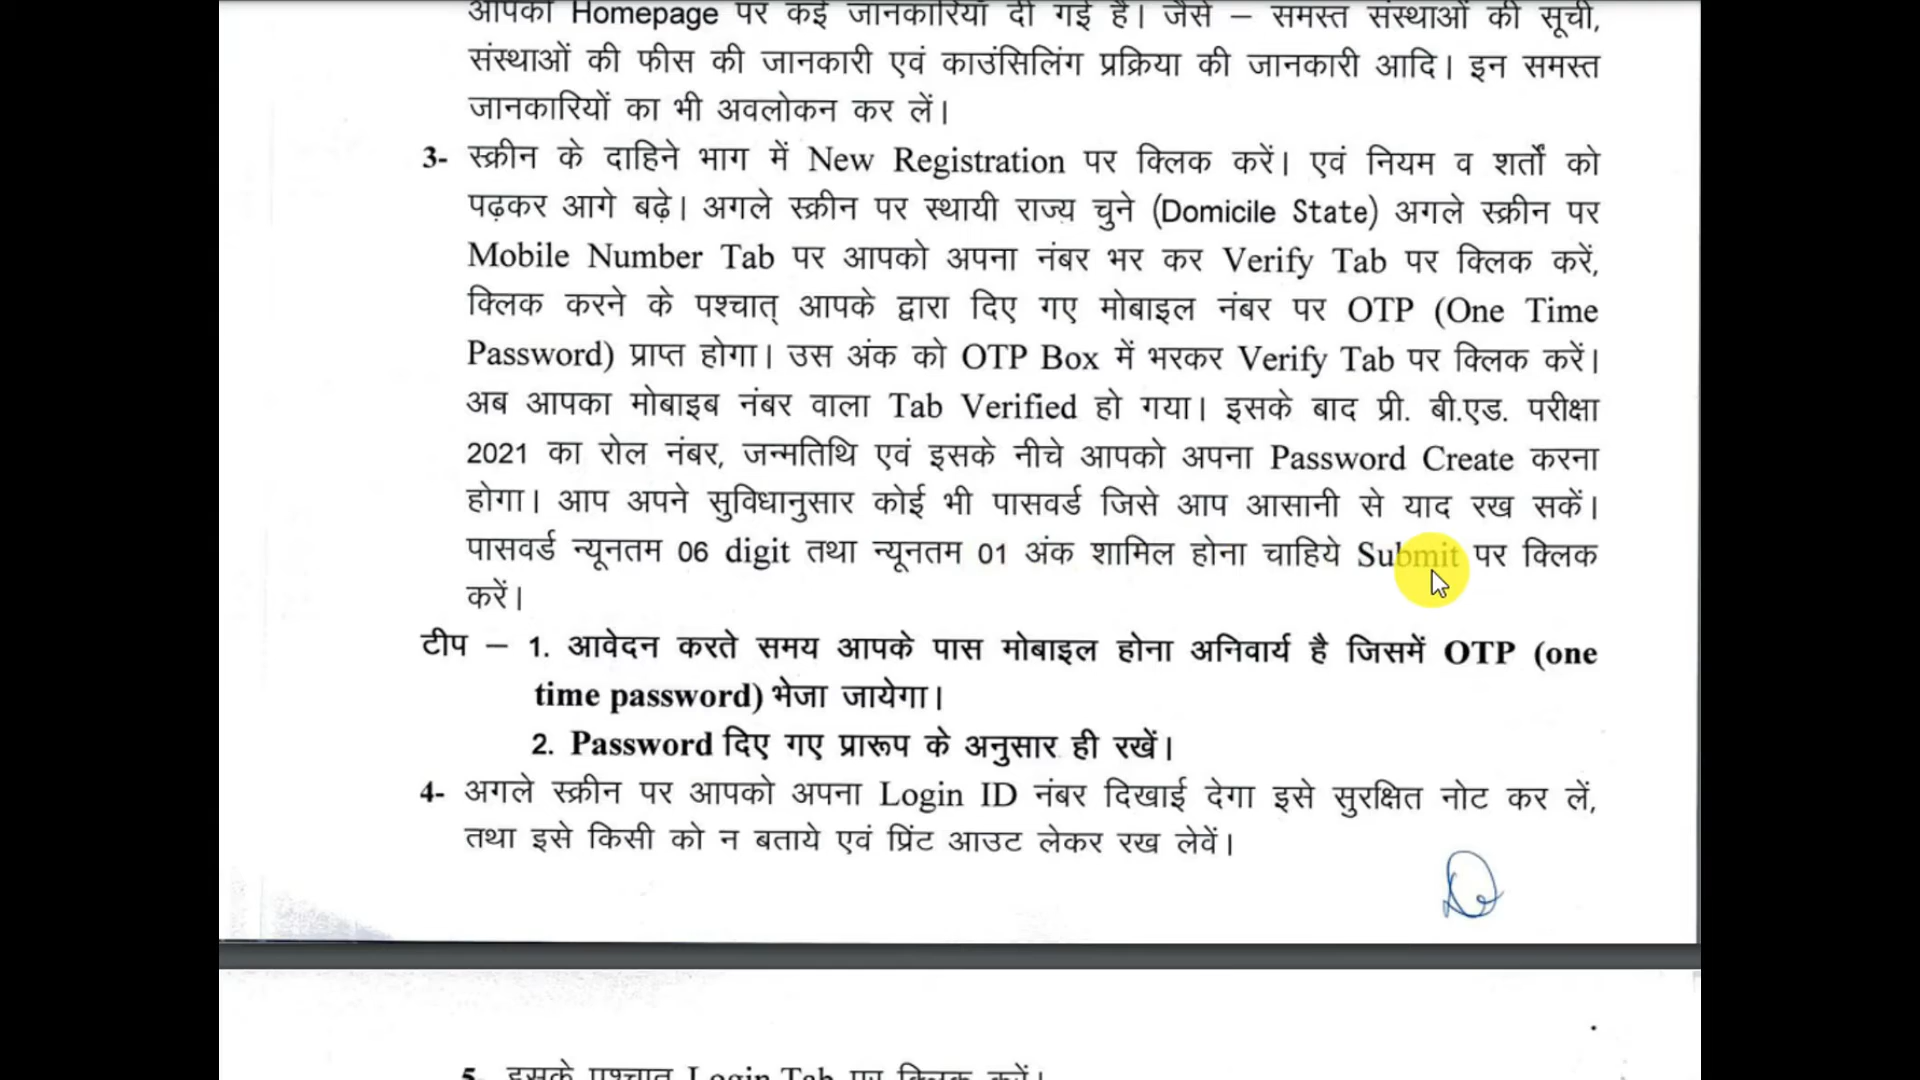 आपको Homepage पर कई जानकारियाँ दी गई है। जैसे – समस्त संस्थाओं की सूची,
संस्थाओं की फीस की जानकारी एवं काउंसिलिंग प्रक्रिया की जानकारी आदि। इन समस्त
जानकारियों का भी अवलोकन कर लें।
3- स्क्रीन के दाहिने भाग में New Registration पर क्लिक करें। एवं नियम व शर्तों को
पढ़कर आगे बढ़े। अगले स्क्रीन पर स्थायी राज्य चुने (Domicile State) अगले स्क्रीन पर
Mobile Number Tab पर आपको अपना नंबर भर कर Verify Tab पर क्लिक करें,
क्लिक करने के पश्चात् आपके द्वारा दिए गए मोबाइल नंबर पर OTP (One Time
Password) प्राप्त होगा। उस अंक को OTP Box में भरकर Verify Tab पर क्लिक करें।
अब आपका मोबाइब नंबर वाला Tab Verified हो गया। इसके बाद प्री. बी.एड. परीक्षा
2021 का रोल नंबर, जन्मतिथि एवं इसके नीचे आपको अपना Password Create करना
होगा। आप अपने सुविधानुसार कोई भी पासवर्ड जिसे आप आसानी से याद रख सकें।
पासवर्ड न्यूनतम 06 digit तथा न्यूनतम 01 अंक शामिल होना चाहिये Submit पर क्लिक
करें।
टीप – 1. आवेदन करते समय आपके पास मोबाइल होना अनिवार्य है जिसमें OTP (one
time password) भेजा जायेगा।
2. Password दिए गए प्रारूप के अनुसार ही रखें।
4- अगले स्क्रीन पर आपको अपना Login ID नंबर दिखाई देगा इसे सुरक्षित नोट कर लें,
तथा इसे किसी को न बताये एवं प्रिंट आउट लेकर रख लेवें।
5- इसके पश्चात Login Tab पर क्लिक करें।